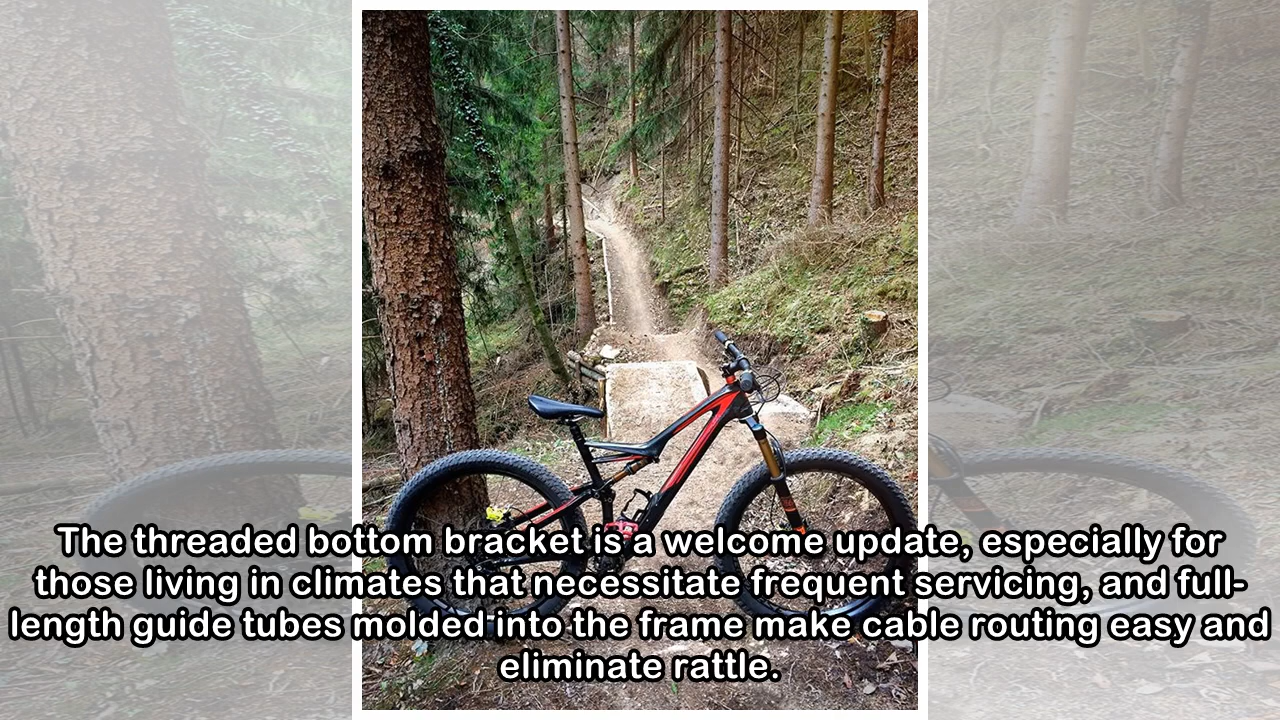 The threaded bottom bracket is a welcome update, especially for
those living in climates that necessitate frequent servicing, and full-
length guide tubes molded into the frame make cable routing easy and
eliminate rattle.